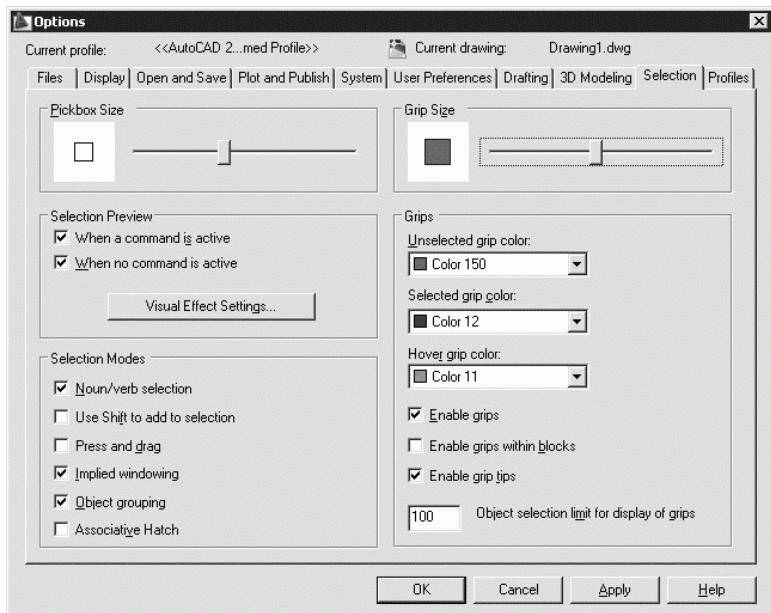 Options
Current profile: <<AutoCAD 2...med Profile>> Current drawing: Drawing1.dwg
Files Display Open and Save Plot and Publish System User Preferences Drafting 3D Modeling Selection Profiles
Pickbox Size
Grip Size
Selection Preview
When a command is active
When no command is active
Visual Effect Settings...
Selection Modes
Noun/verb selection
Use Shift to add to selection
Press and drag
Implied windowing
Object grouping
Associative Hatch
Grips
Unselected grip color:
Color 150
Selected grip color:
Color 12
Hover grip color:
Color 11
Enable grips
Enable grips within blocks
Enable grip tips
100 Object selection limit for display of grips
OK Cancel Apply Help